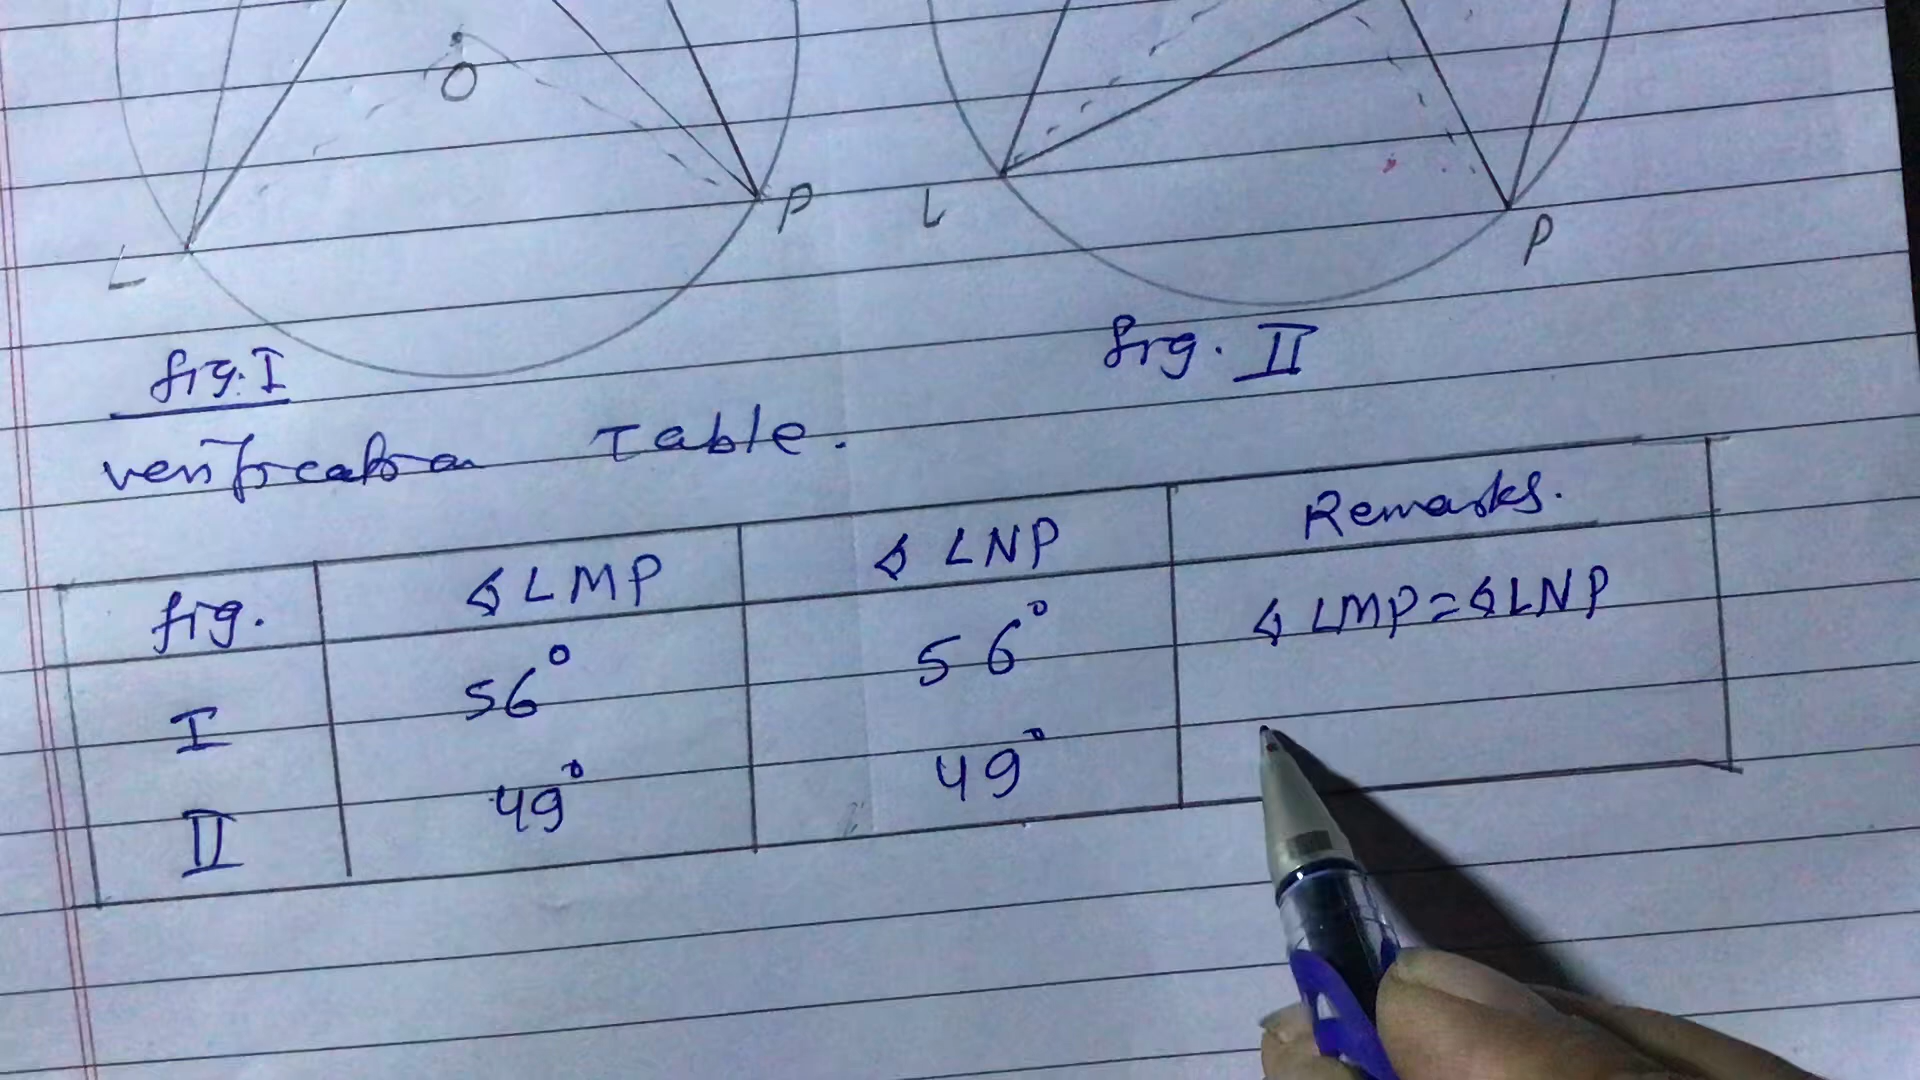 O
L P L P
fig. I fig. II
verification Table.
fig. ∡ LMP ∡ LNP Remarks.
I 56° 56° ∡ LMP = ∡ LNP
II 49° 49°